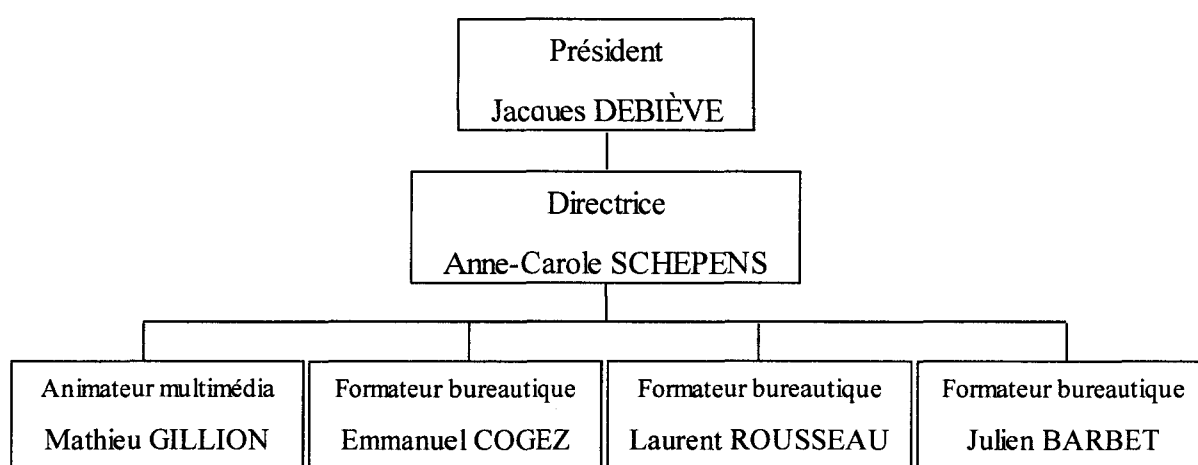 Président
Jacques DEBIÈVE
Directrice
Anne-Carole SCHEPENS
Animateur multimédia
Mathieu GILLION
Formateur bureautique
Emmanuel COGEZ
Formateur bureautique
Laurent ROUSSEAU
Formateur bureautique
Julien BARBET